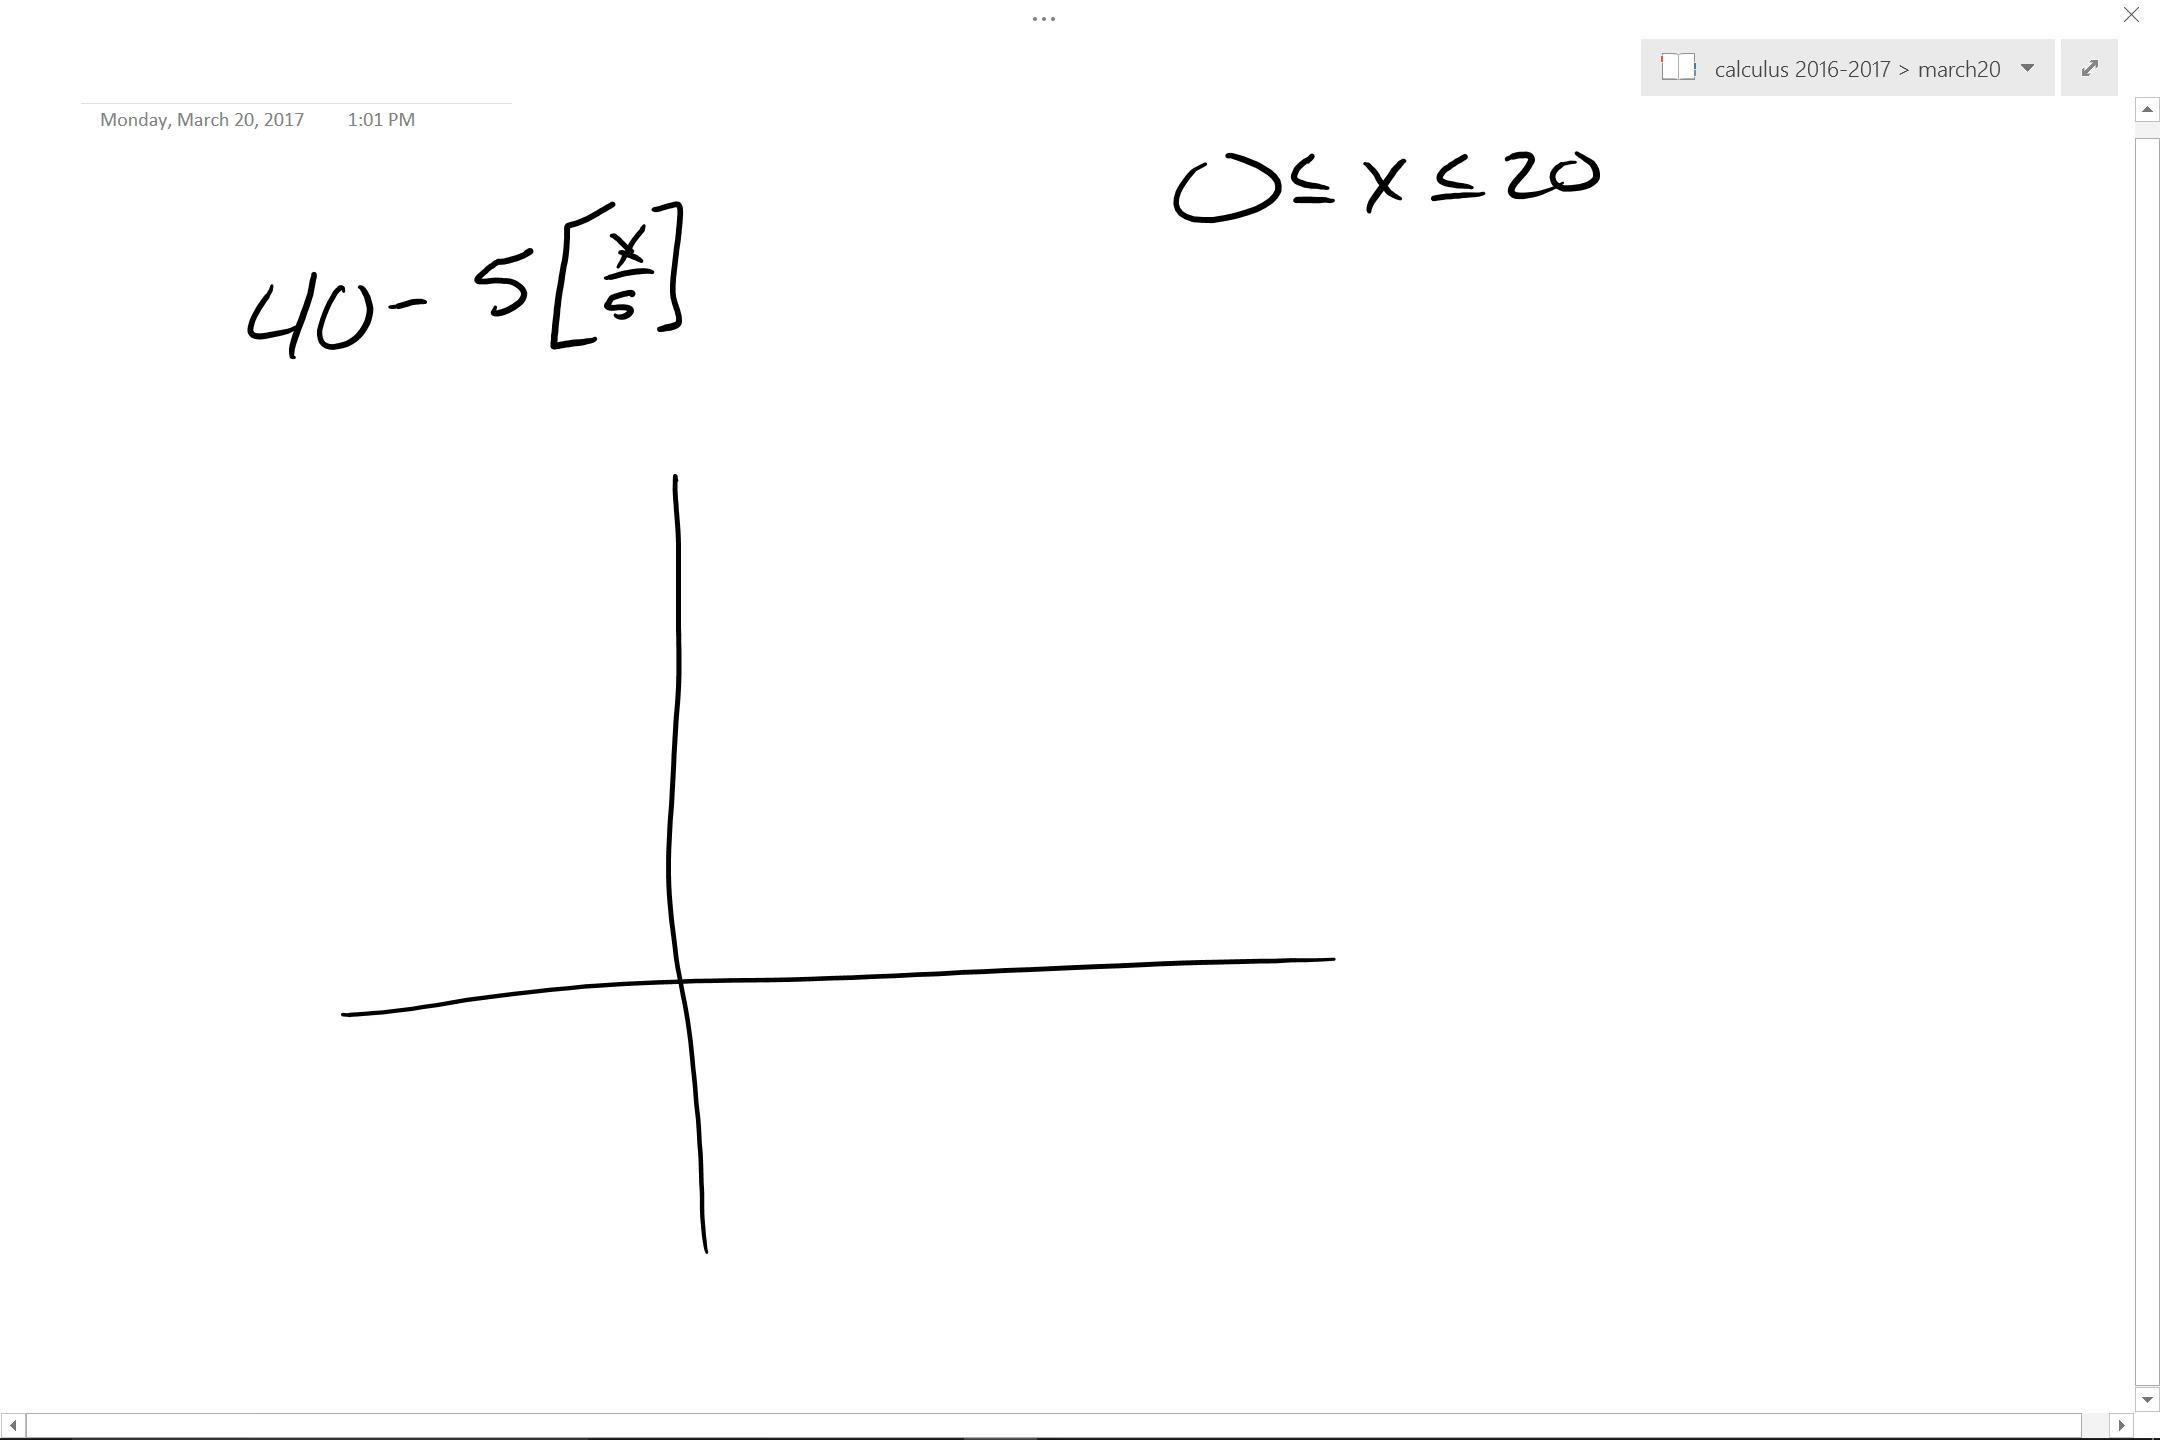 calculus 2016-2017 > march20
Monday, March 20, 2017 1:01 PM
0 ≤ x ≤ 20
40 - 5[x/5]